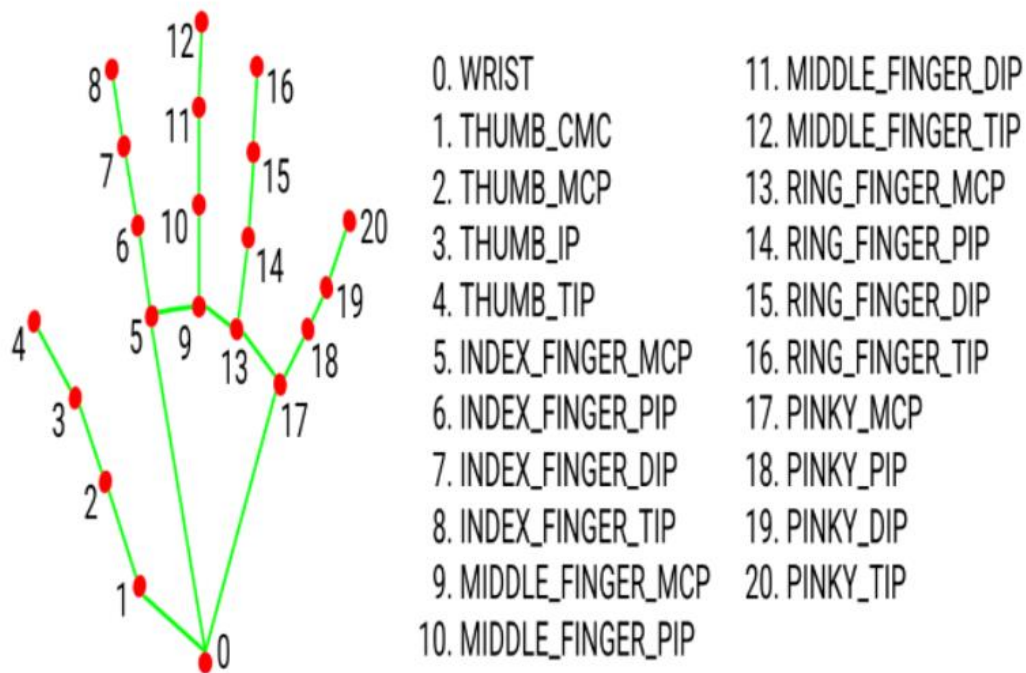 12
8
16
11
7
15
10
6
20
14
19
4
5
9
13
18
3
17
2
1
0
0. WRIST
1. THUMB_CMC
2. THUMB_MCP
3. THUMB_IP
4. THUMB_TIP
5. INDEX_FINGER_MCP
6. INDEX_FINGER_PIP
7. INDEX_FINGER_DIP
8. INDEX_FINGER_TIP
9. MIDDLE_FINGER_MCP
10. MIDDLE_FINGER_PIP
11. MIDDLE_FINGER_DIP
12. MIDDLE_FINGER_TIP
13. RING_FINGER_MCP
14. RING_FINGER_PIP
15. RING_FINGER_DIP
16. RING_FINGER_TIP
17. PINKY_MCP
18. PINKY_PIP
19. PINKY_DIP
20. PINKY_TIP